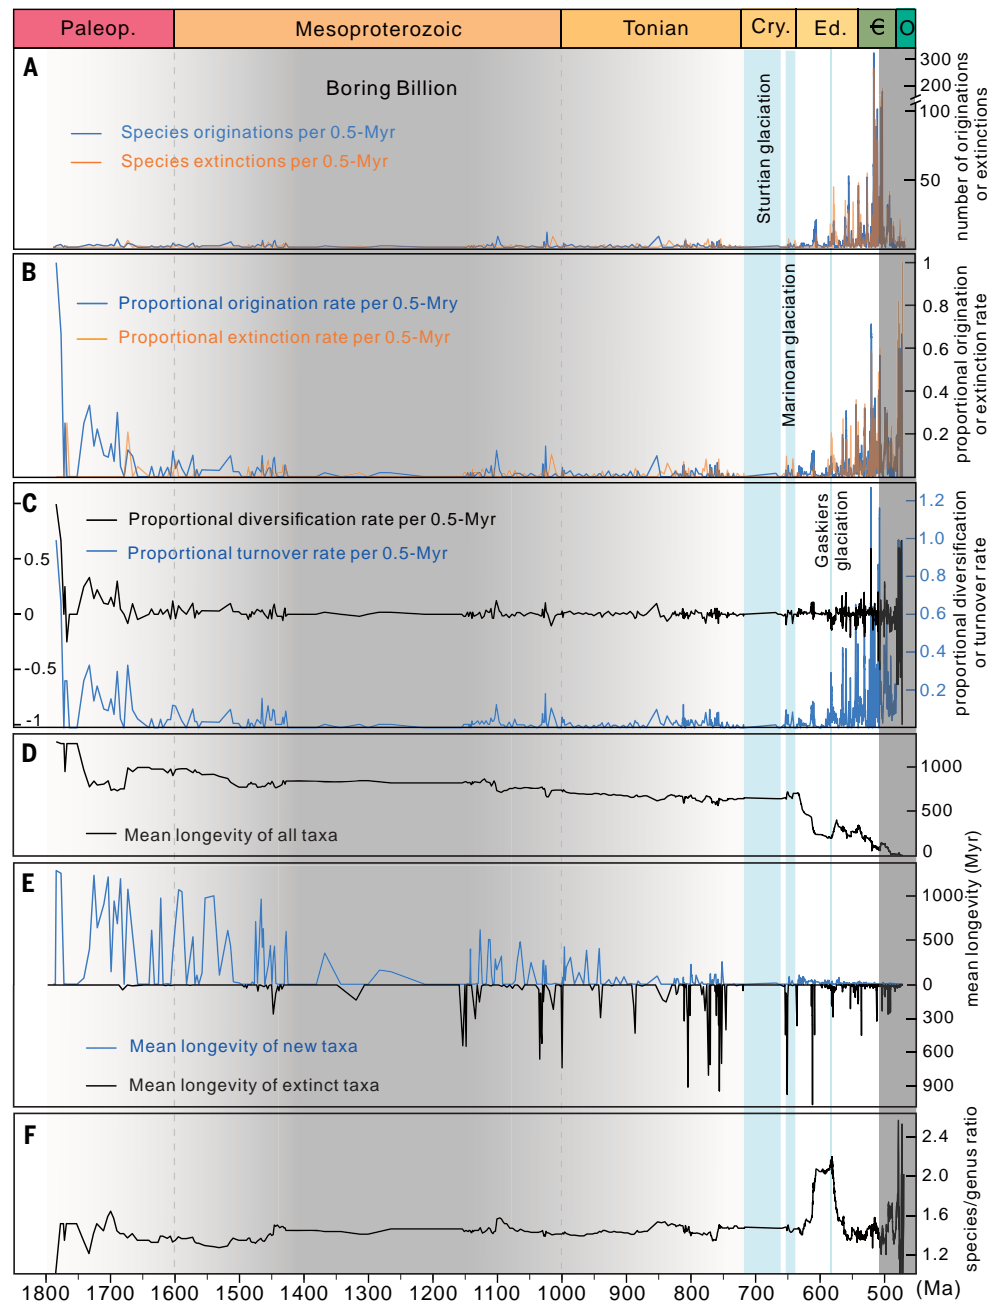 Paleop. Mesoproterozoic Tonian Cry. Ed. Є O
A
Boring Billion
Species originations per 0.5-Myr
Species extinctions per 0.5-Myr
Sturtian glaciation
300
200
100
50
number of originations
or extinctions
B
Proportional origination rate per 0.5-Mry
Proportional extinction rate per 0.5-Myr
Marinoan glaciation
1
0.8
0.6
0.4
0.2
proportional origination
or extinction rate
C
Proportional diversification rate per 0.5-Myr
Proportional turnover rate per 0.5-Myr
Gaskiers
glaciation
0.5
0
-0.5
-1
1.2
1.0
0.8
0.6
0.4
0.2
proportional diversification
or turnover rate
D
Mean longevity of all taxa
1000
500
0
E
Mean longevity of new taxa
Mean longevity of extinct taxa
1000
500
0
300
600
900
mean longevity (Myr)
F
2.4
2.0
1.6
1.2
species/genus ratio
1800 1700 1600 1500 1400 1300 1200 1100 1000 900 800 700 600 500 (Ma)